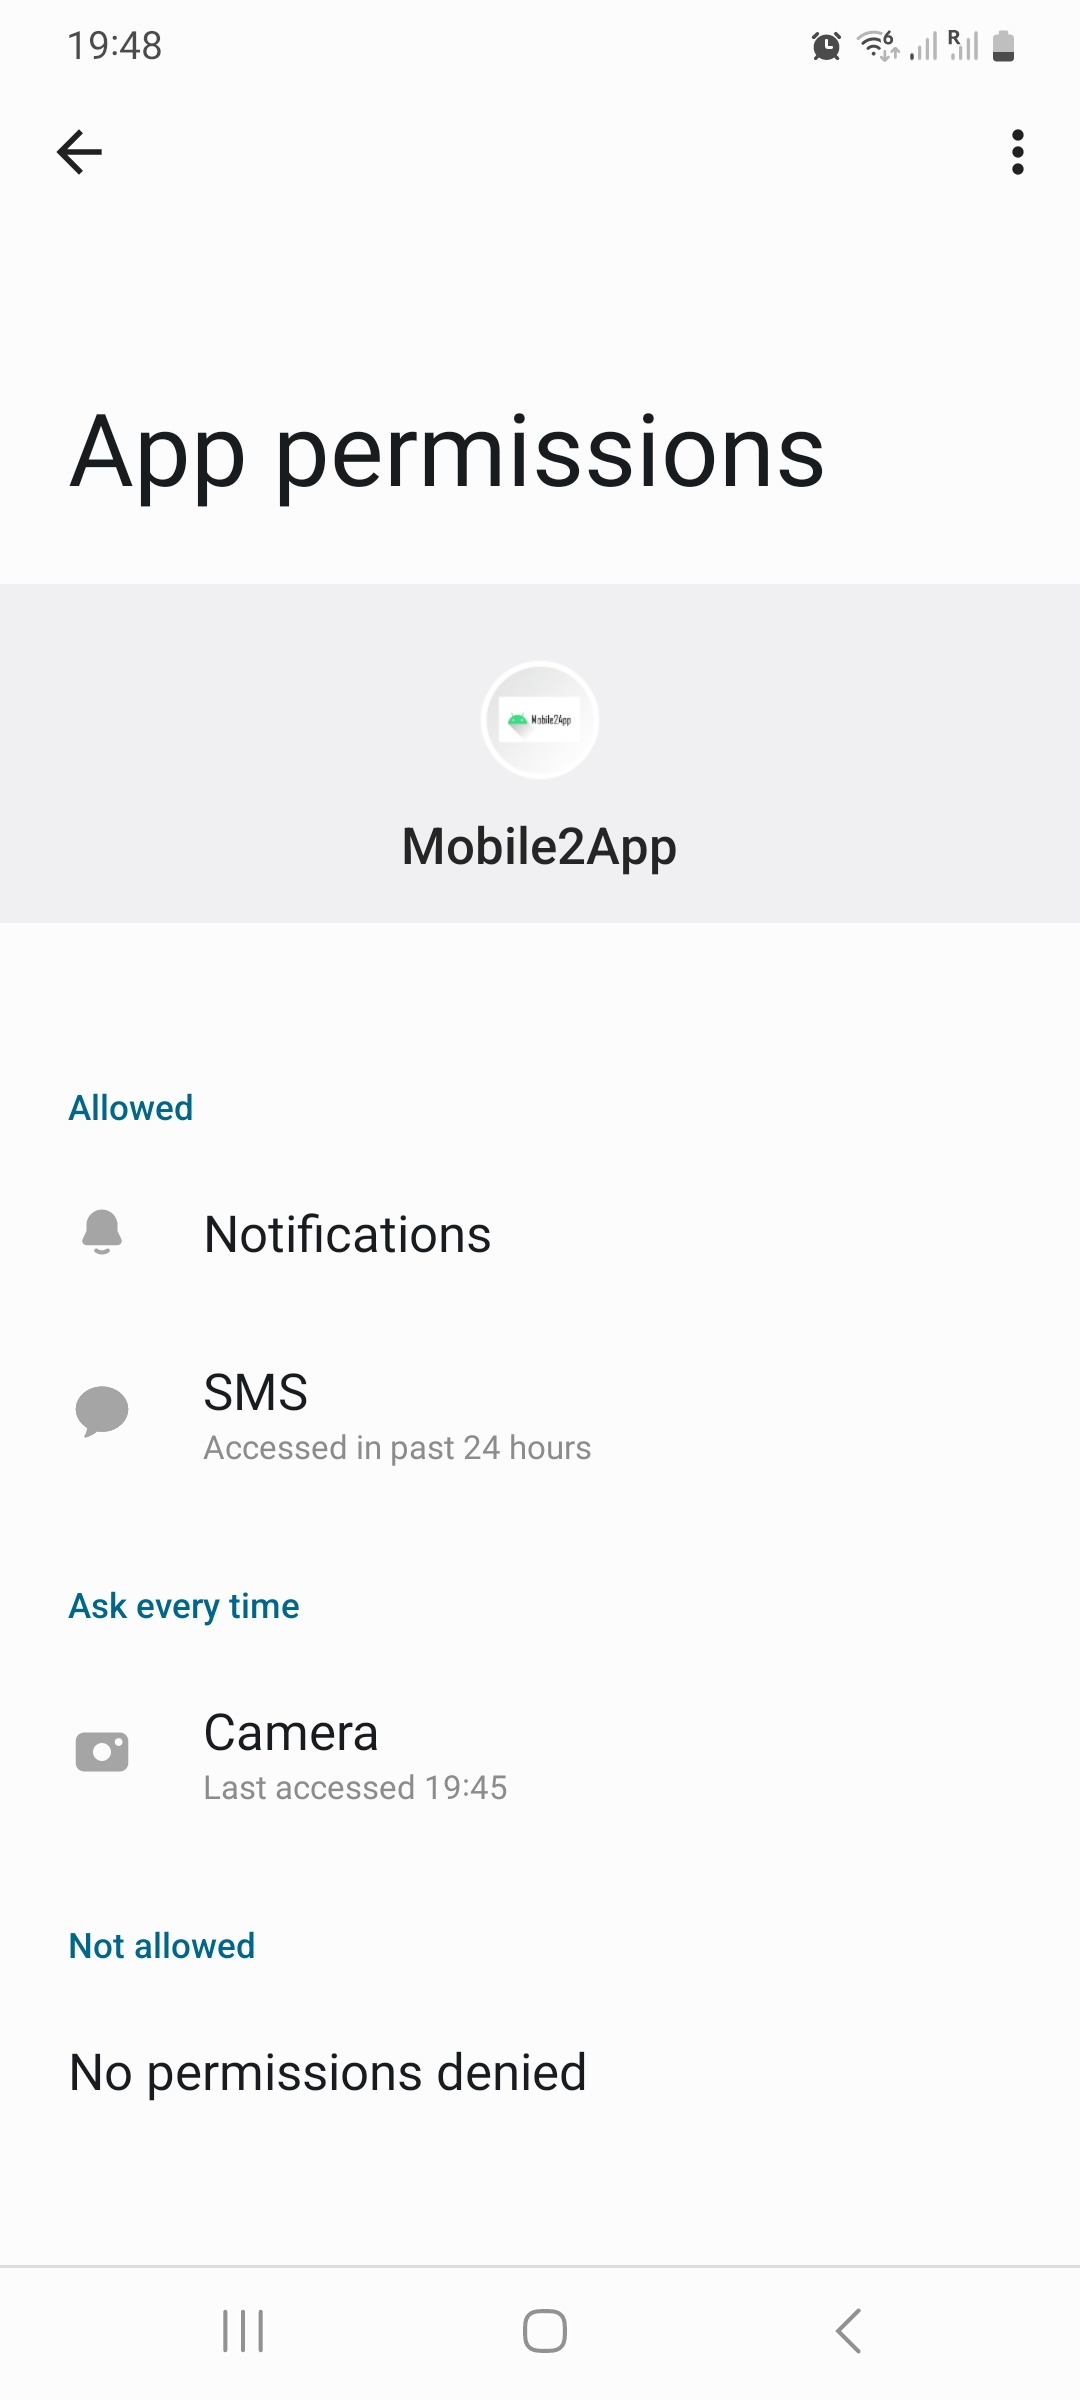 19:48
6
R
App permissions
Mobile2App
Mobile2App
Allowed
Notifications
SMS
Accessed in past 24 hours
Ask every time
Camera
Last accessed 19:45
Not allowed
No permissions denied